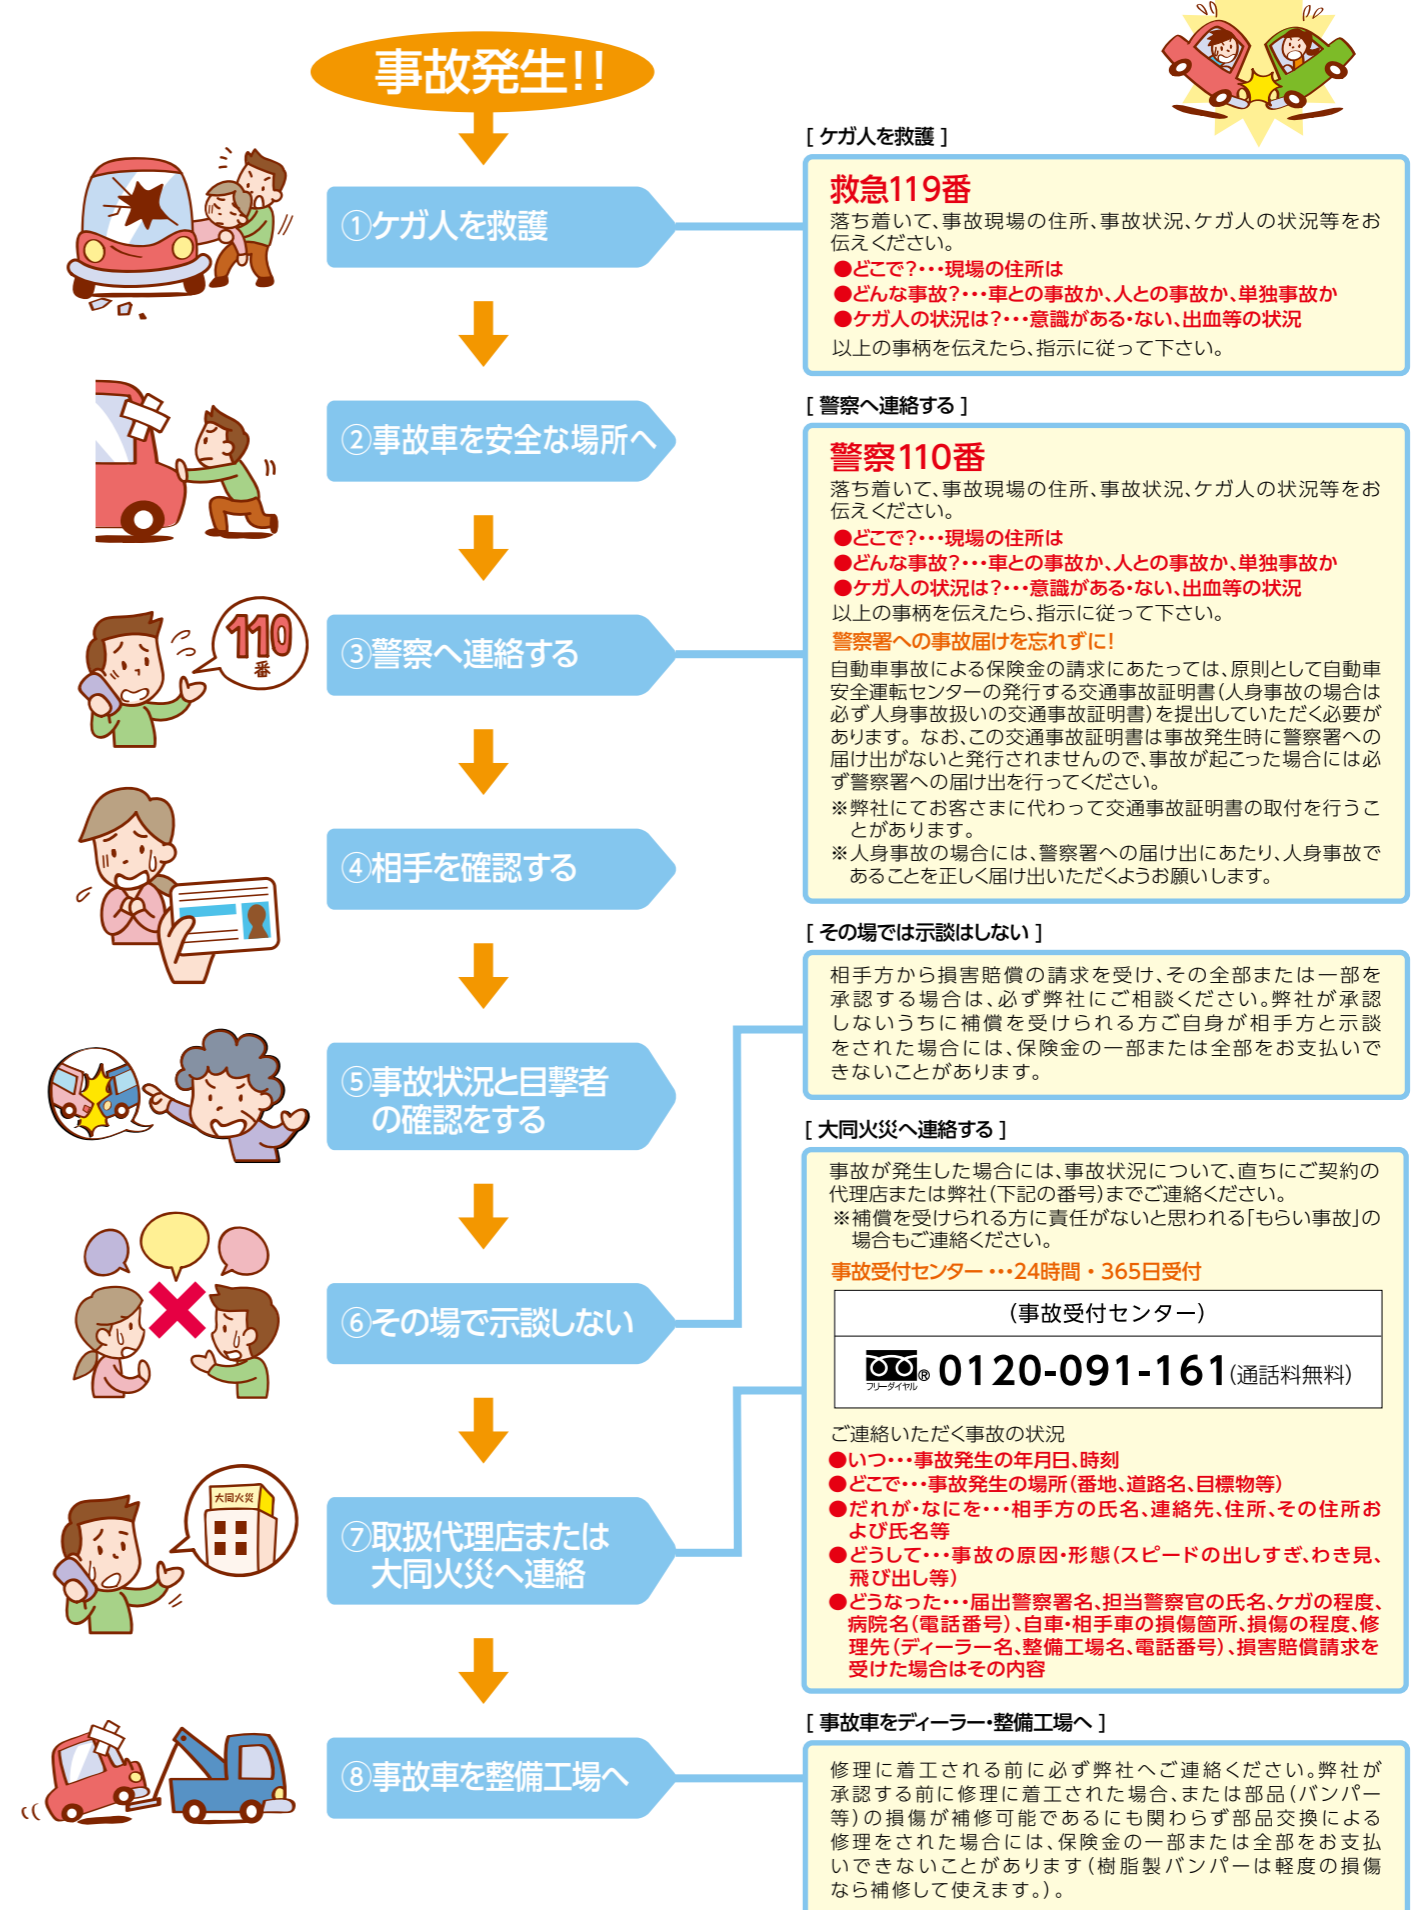 事故発生!!
①ケガ人を救護
②事故車を安全な場所へ
110
番
③警察へ連絡する
④相手を確認する
⑤事故状況と目撃者
の確認をする
⑥その場で示談しない
大同火災
⑦取扱代理店または
大同火災へ連絡
⑧事故車を整備工場へ
[ ケガ人を救護 ]
救急119番
落ち着いて、事故現場の住所、事故状況、ケガ人の状況等をお
伝えください。
●どこで?・・・現場の住所は
●どんな事故?・・・車との事故か、人との事故か、単独事故か
●ケガ人の状況は?・・・意識がある・ない、出血等の状況
以上の事柄を伝えたら、指示に従って下さい。
[ 警察へ連絡する ]
警察110番
落ち着いて、事故現場の住所、事故状況、ケガ人の状況等をお
伝えください。
●どこで?・・・現場の住所は
●どんな事故?・・・車との事故か、人との事故か、単独事故か
●ケガ人の状況は?・・・意識がある・ない、出血等の状況
以上の事柄を伝えたら、指示に従って下さい。
警察署への事故届けを忘れずに!
自動車事故による保険金の請求にあたっては、原則として自動車
安全運転センターの発行する交通事故証明書(人身事故の場合は
必ず人身事故扱いの交通事故証明書)を提出していただく必要が
あります。なお、この交通事故証明書は事故発生時に警察署への
届け出がないと発行されませんので、事故が起こった場合には必
ず警察署への届け出を行ってください。
※弊社にてお客さまに代わって交通事故証明書の取付を行うこ
とがあります。
※人身事故の場合には、警察署への届け出にあたり、人身事故で
あることを正しく届け出いただくようお願いします。
[ その場では示談はしない ]
相手方から損害賠償の請求を受け、その全部または一部を
承認する場合は、必ず弊社にご相談ください。弊社が承認
しないうちに補償を受けられる方ご自身が相手方と示談
をされた場合には、保険金の一部または全部をお支払いで
きないことがあります。
[ 大同火災へ連絡する ]
事故が発生した場合には、事故状況について、直ちにご契約の
代理店または弊社(下記の番号)までご連絡ください。
※補償を受けられる方に責任がないと思われる「もらい事故」の
場合もご連絡ください。
事故受付センター・・・24時間・365日受付
(事故受付センター)
フリーダイヤル ® 0120-091-161(通話料無料)
ご連絡いただく事故の状況
●いつ・・・事故発生の年月日、時刻
●どこで・・・事故発生の場所(番地、道路名、目標物等)
●だれが・なにを・・・相手方の氏名、連絡先、住所、その住所お
よび氏名等
●どうして・・・事故の原因・形態(スピードの出しすぎ、わき見、
飛び出し等)
●どうなった・・・届出警察署名、担当警察官の氏名、ケガの程度、
病院名(電話番号)、自車・相手車の損傷箇所、損傷の程度、修
理先(ディーラー名、整備工場名、電話番号)、損害賠償請求を
受けた場合はその内容
[ 事故車をディーラー・整備工場へ ]
修理に着工される前に必ず弊社へご連絡ください。弊社が
承認する前に修理に着工された場合、または部品(バンパー
等)の損傷が補修可能であるにも関わらず部品交換による
修理をされた場合には、保険金の一部または全部をお支払
いできないことがあります(樹脂製バンパーは軽度の損傷
なら補修して使えます。)。